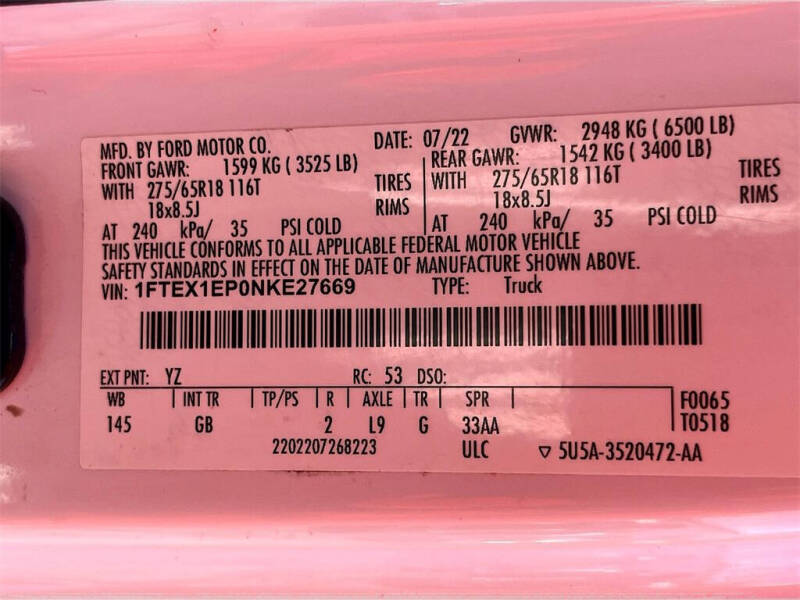 MFD. BY FORD MOTOR CO. DATE: 07/22 GVWR: 2948 KG ( 6500 LB)
FRONT GAWR: 1599 KG ( 3525 LB) REAR GAWR: 1542 KG ( 3400 LB)
WITH 275/65R18 116T TIRES WITH 275/65R18 116T TIRES
18x8.5J RIMS 18x8.5J RIMS
AT 240 kPa/ 35 PSI COLD AT 240 kPa/ 35 PSI COLD
THIS VEHICLE CONFORMS TO ALL APPLICABLE FEDERAL MOTOR VEHICLE
SAFETY STANDARDS IN EFFECT ON THE DATE OF MANUFACTURE SHOWN ABOVE.
VIN: 1FTEX1EP0NKE27669 TYPE: Truck
EXT PNT: YZ RC: 53 DSO:
WB INT TR TP/PS R AXLE TR SPR F0065
145 GB 2 L9 G 33AA T0518
2202207268223 ULC ▽ 5U5A-3520472-AA